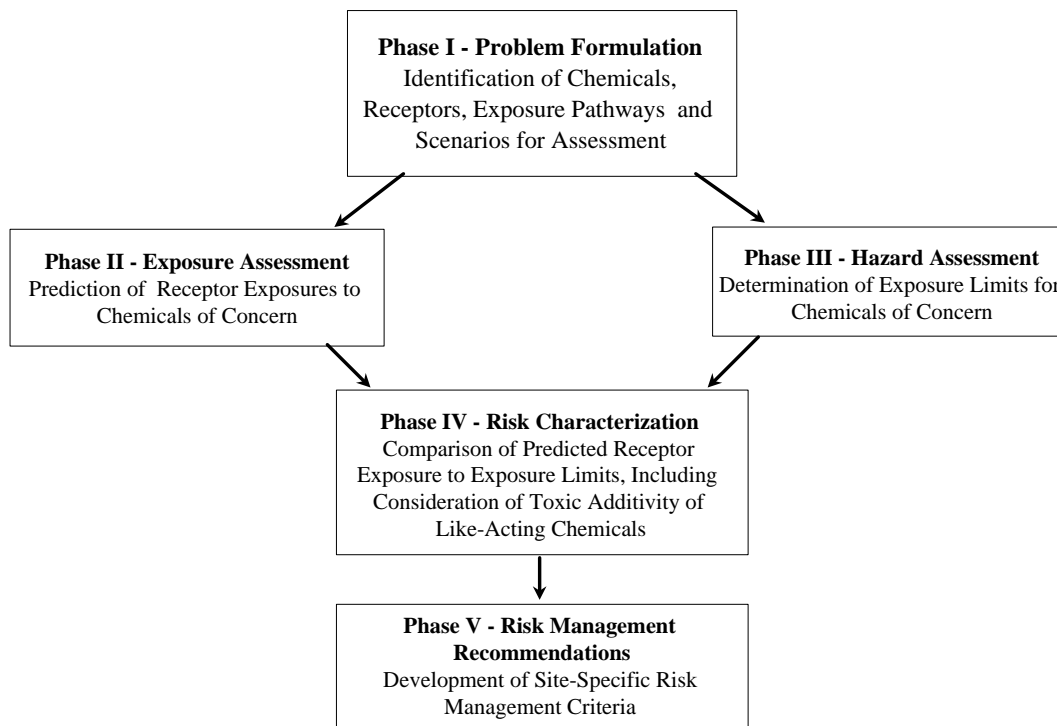 Phase I - Problem Formulation
Identification of Chemicals,
Receptors, Exposure Pathways and
Scenarios for Assessment
Phase II - Exposure Assessment
Prediction of Receptor Exposures to
Chemicals of Concern
Phase III - Hazard Assessment
Determination of Exposure Limits for
Chemicals of Concern
Phase IV - Risk Characterization
Comparison of Predicted Receptor
Exposure to Exposure Limits, Including
Consideration of Toxic Additivity of
Like-Acting Chemicals
Phase V - Risk Management
Recommendations
Development of Site-Specific Risk
Management Criteria